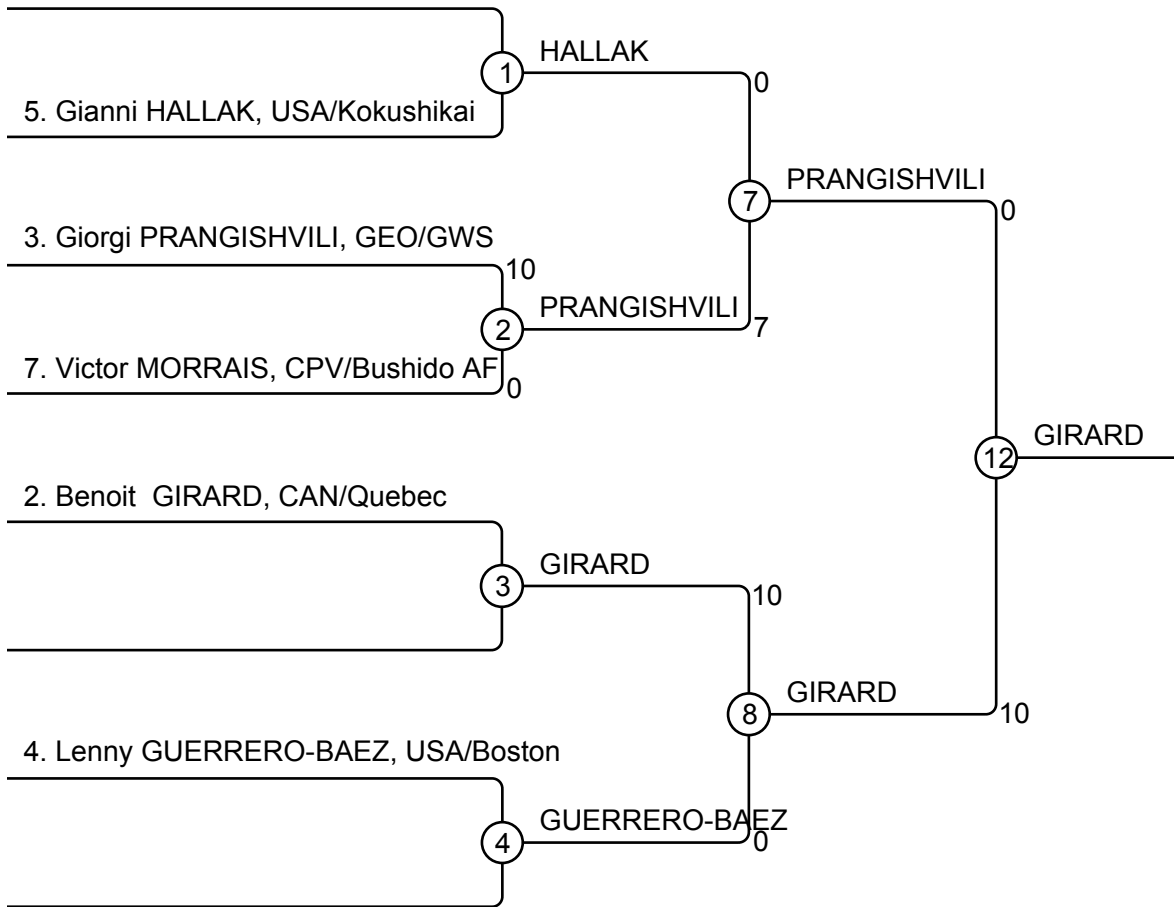 HALLAK
1
0
5. Gianni HALLAK, USA/Kokushikai
PRANGISHVILI
7
0
3. Giorgi PRANGISHVILI, GEO/GWS
10
PRANGISHVILI
2
7
7. Victor MORRAIS, CPV/Bushido AF
0
GIRARD
12
2. Benoit  GIRARD, CAN/Quebec
GIRARD
3
10
GIRARD
8
10
4. Lenny GUERRERO-BAEZ, USA/Boston
GUERRERO-BAEZ
4
0